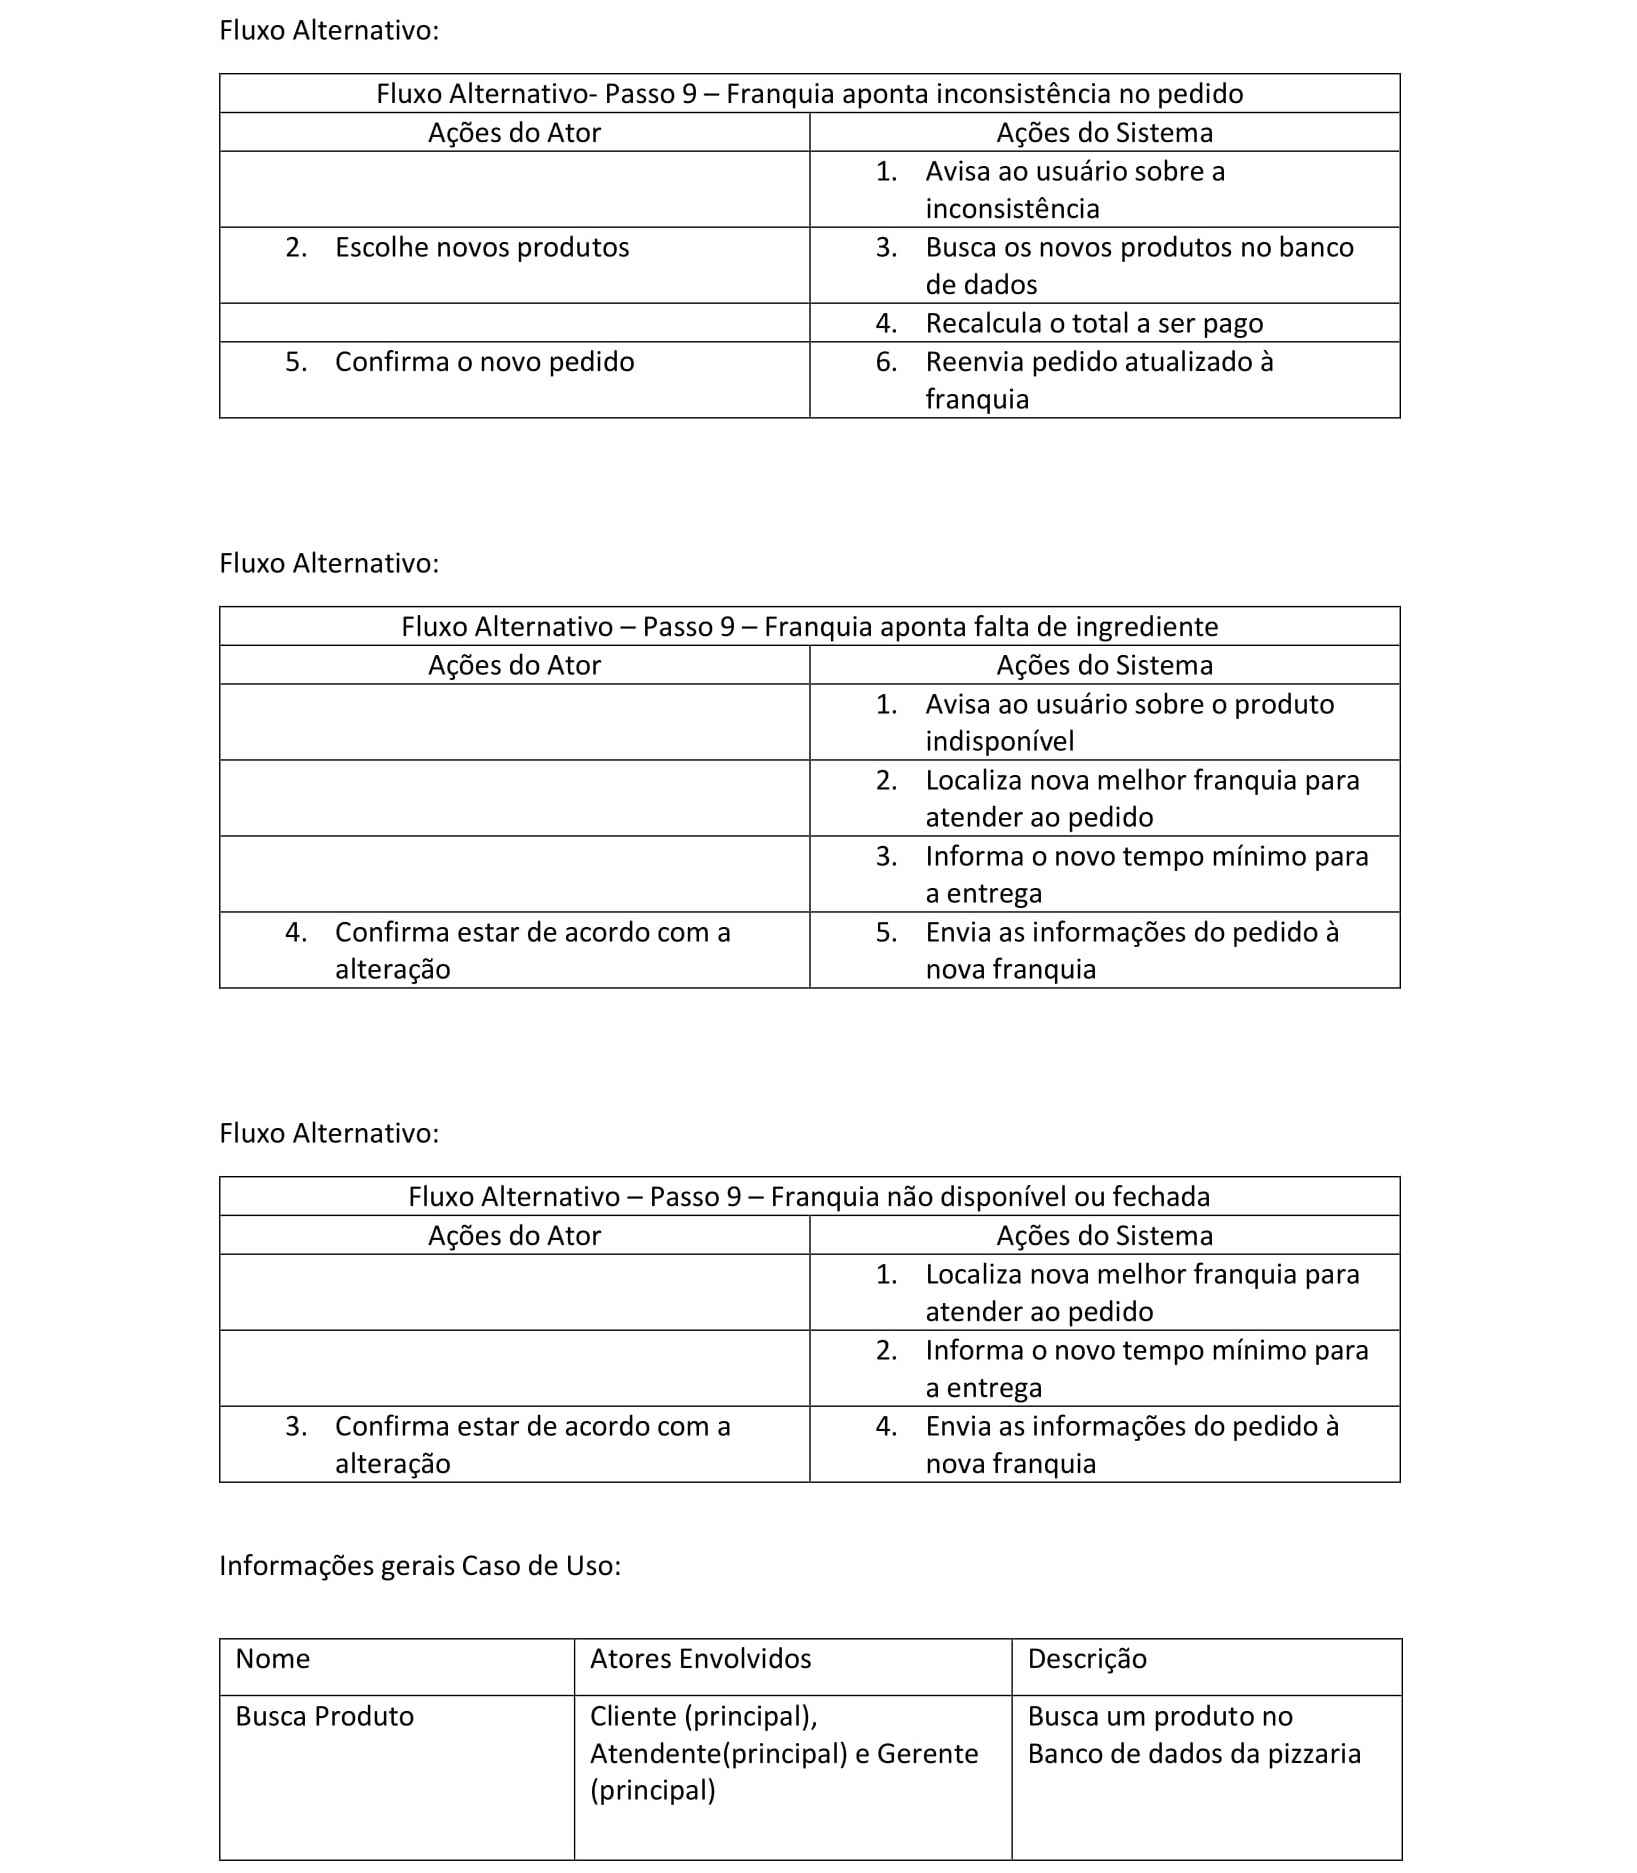 Fluxo Alternativo:
Fluxo Alternativo- Passo 9 – Franquia aponta inconsistência no pedido
Ações do Ator
Ações do Sistema
1. Avisa ao usuário sobre a
inconsistência
2. Escolhe novos produtos
3. Busca os novos produtos no banco
de dados
4. Recalcula o total a ser pago
5. Confirma o novo pedido
6. Reenvia pedido atualizado à
franquia
Fluxo Alternativo:
Fluxo Alternativo – Passo 9 – Franquia aponta falta de ingrediente
Ações do Ator
Ações do Sistema
1. Avisa ao usuário sobre o produto
indisponível
2. Localiza nova melhor franquia para
atender ao pedido
3. Informa o novo tempo mínimo para
a entrega
4. Confirma estar de acordo com a
alteração
5. Envia as informações do pedido à
nova franquia
Fluxo Alternativo:
Fluxo Alternativo – Passo 9 – Franquia não disponível ou fechada
Ações do Ator
Ações do Sistema
1. Localiza nova melhor franquia para
atender ao pedido
2. Informa o novo tempo mínimo para
a entrega
3. Confirma estar de acordo com a
alteração
4. Envia as informações do pedido à
nova franquia
Informações gerais Caso de Uso:
Nome
Atores Envolvidos
Descrição
Busca Produto
Cliente (principal),
Atendente(principal) e Gerente
(principal)
Busca um produto no
Banco de dados da pizzaria